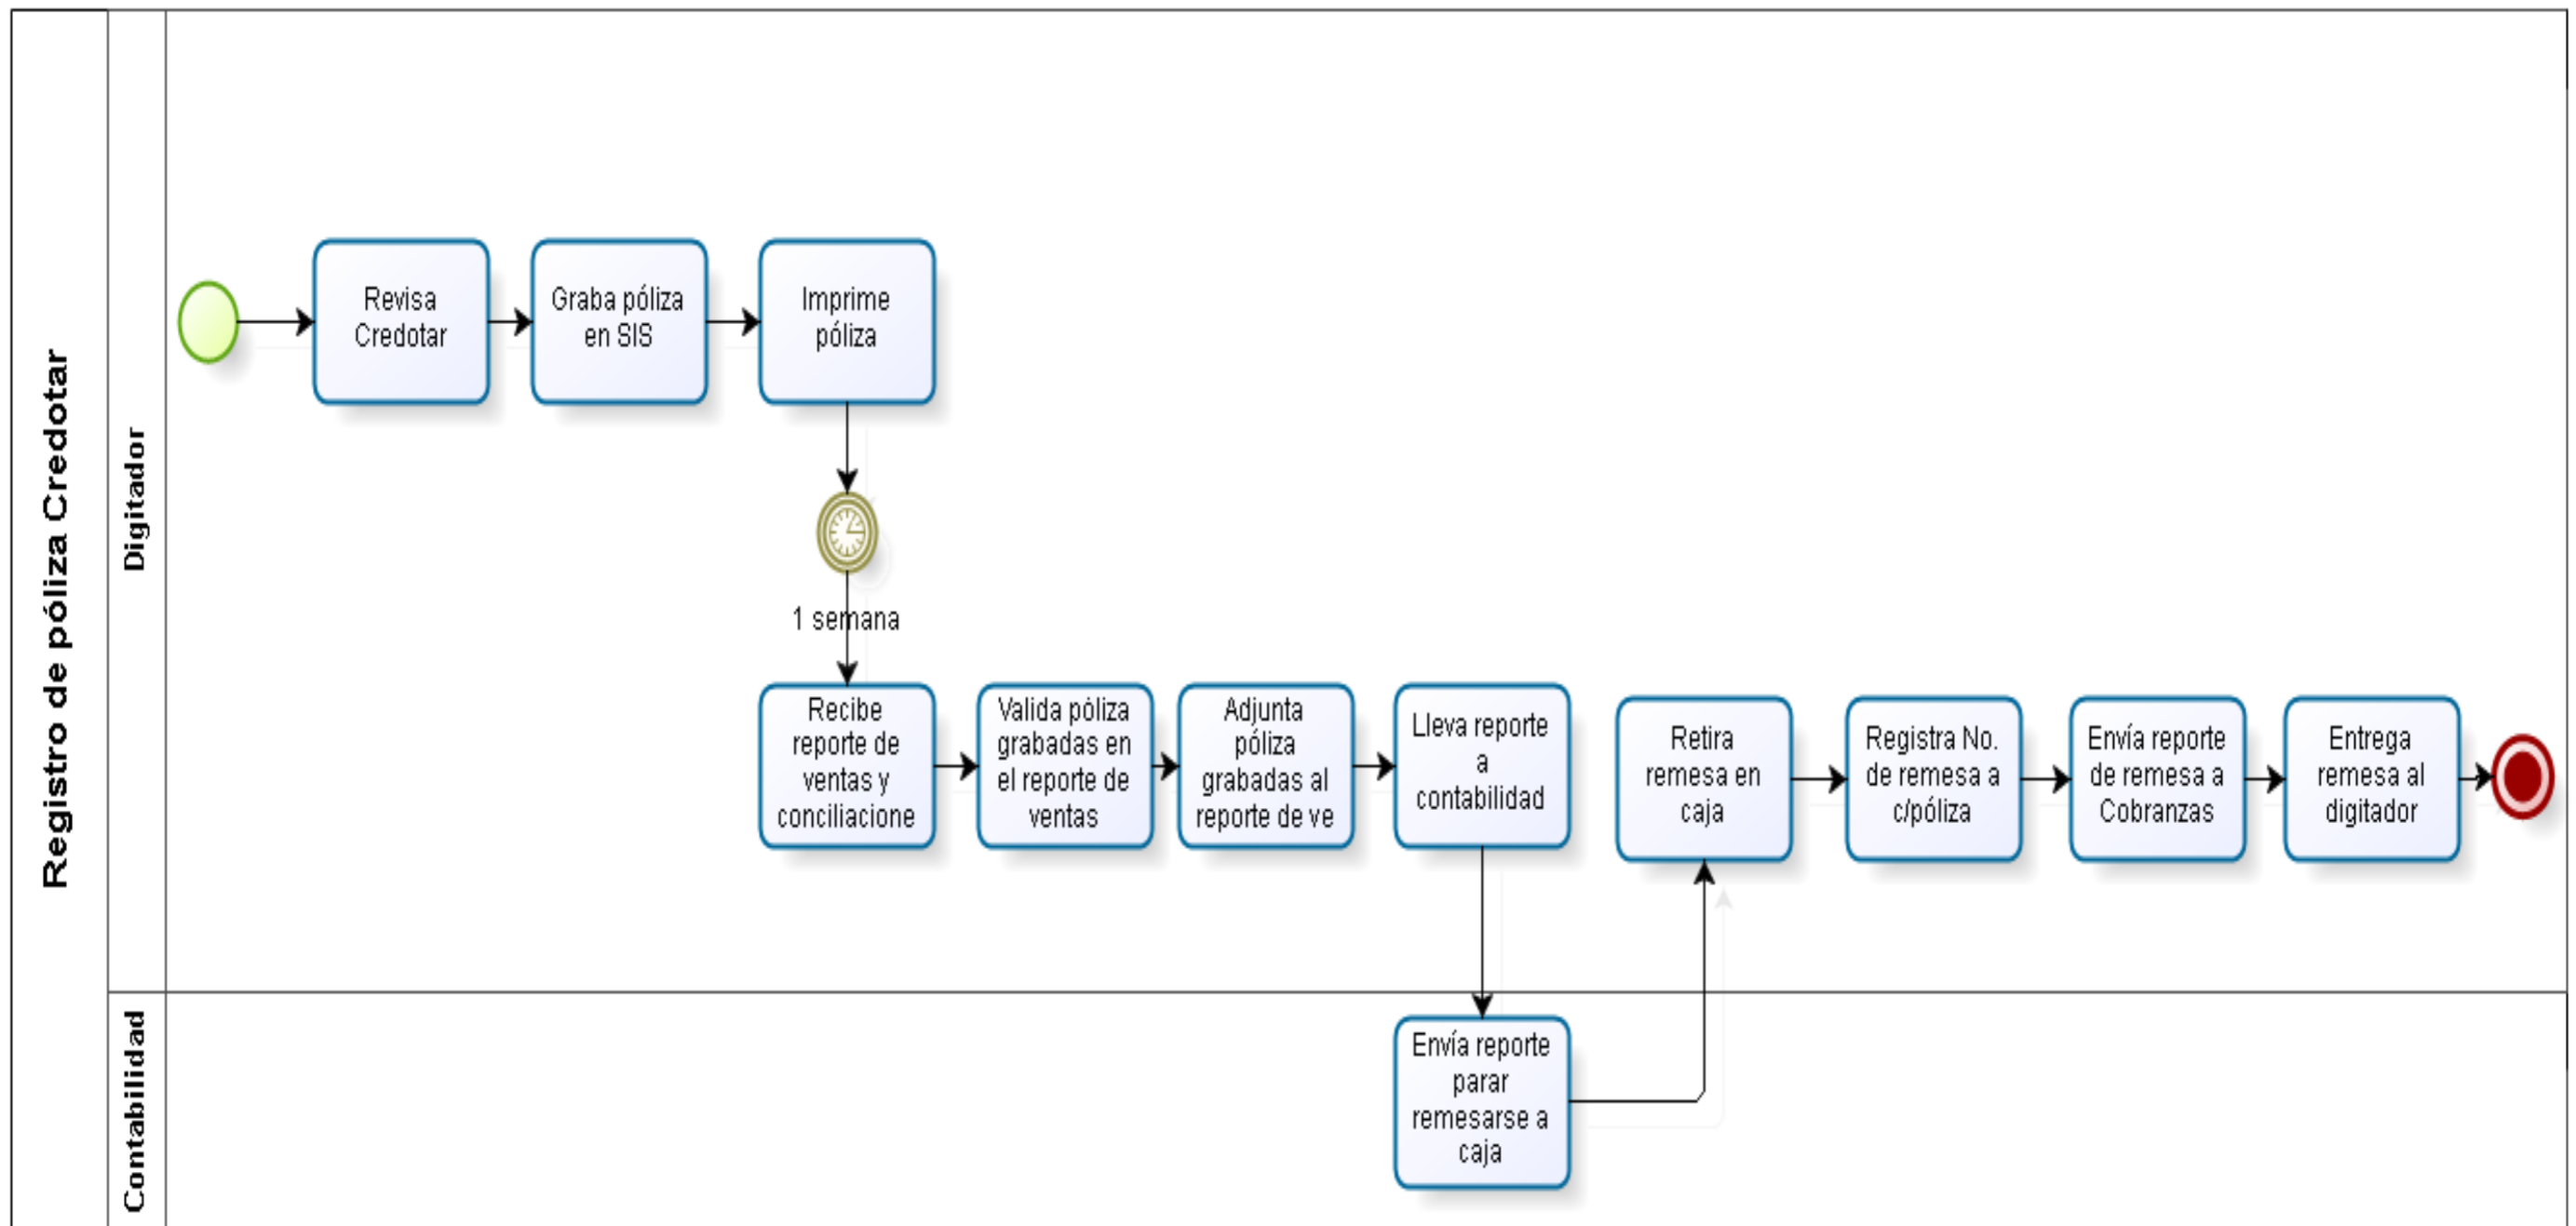 Registro de póliza Credotar
Digitador
Revisa
Credotar
Graba póliza
en SIS
Imprime
póliza
1 semana
Recibe
reporte de
ventas y
conciliacione
Valida póliza
grabadas en
el reporte de
ventas
Adjunta
póliza
grabadas al
reporte de ve
Lleva reporte
a
contabilidad
Retira
remesa en
caja
Registra No.
de remesa a
c/póliza
Envía reporte
de remesa a
Cobranzas
Entrega
remesa al
digitador
Contabilidad
Envía reporte
parar
remesarse a
caja